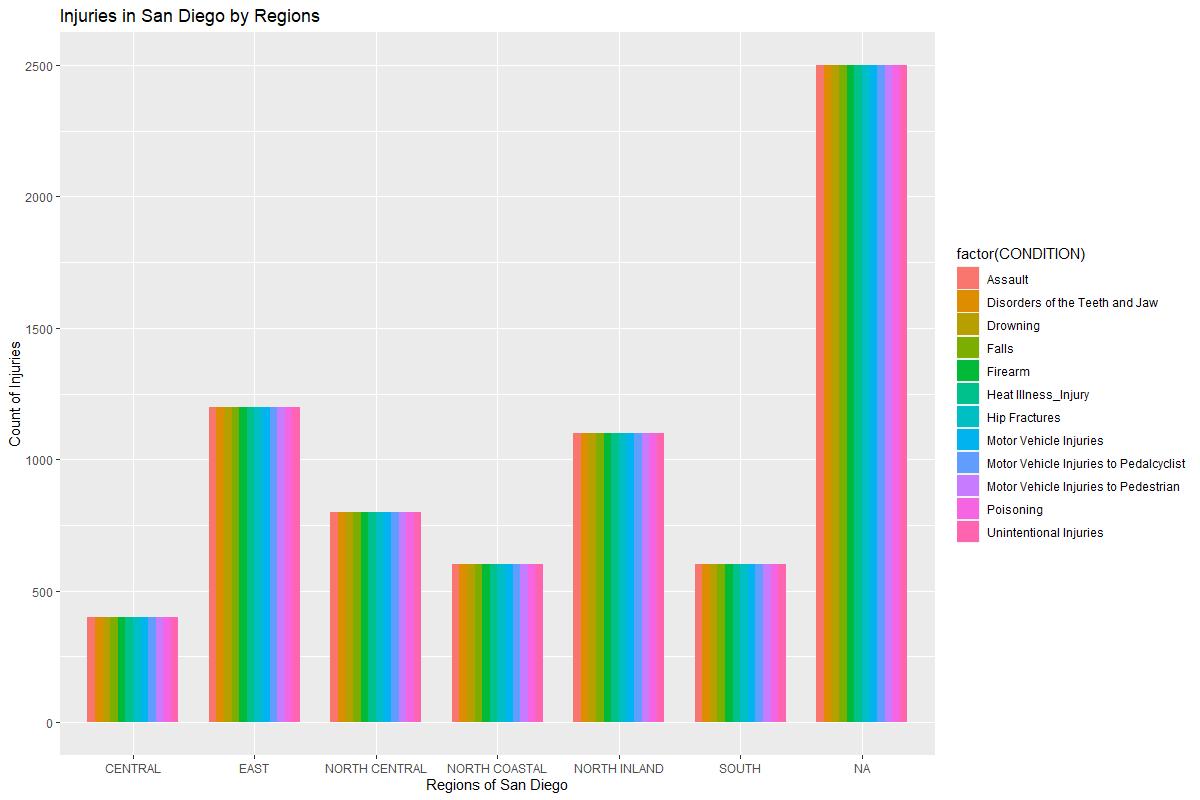 Injuries in San Diego by Regions
Count of Injuries
2500
2000
1500
1000
500
0
CENTRAL
EAST
NORTH CENTRAL
NORTH COASTAL
NORTH INLAND
SOUTH
NA
Regions of San Diego
factor(CONDITION)
Assault
Disorders of the Teeth and Jaw
Drowning
Falls
Firearm
Heat Illness_Injury
Hip Fractures
Motor Vehicle Injuries
Motor Vehicle Injuries to Pedalcyclist
Motor Vehicle Injuries to Pedestrian
Poisoning
Unintentional Injuries